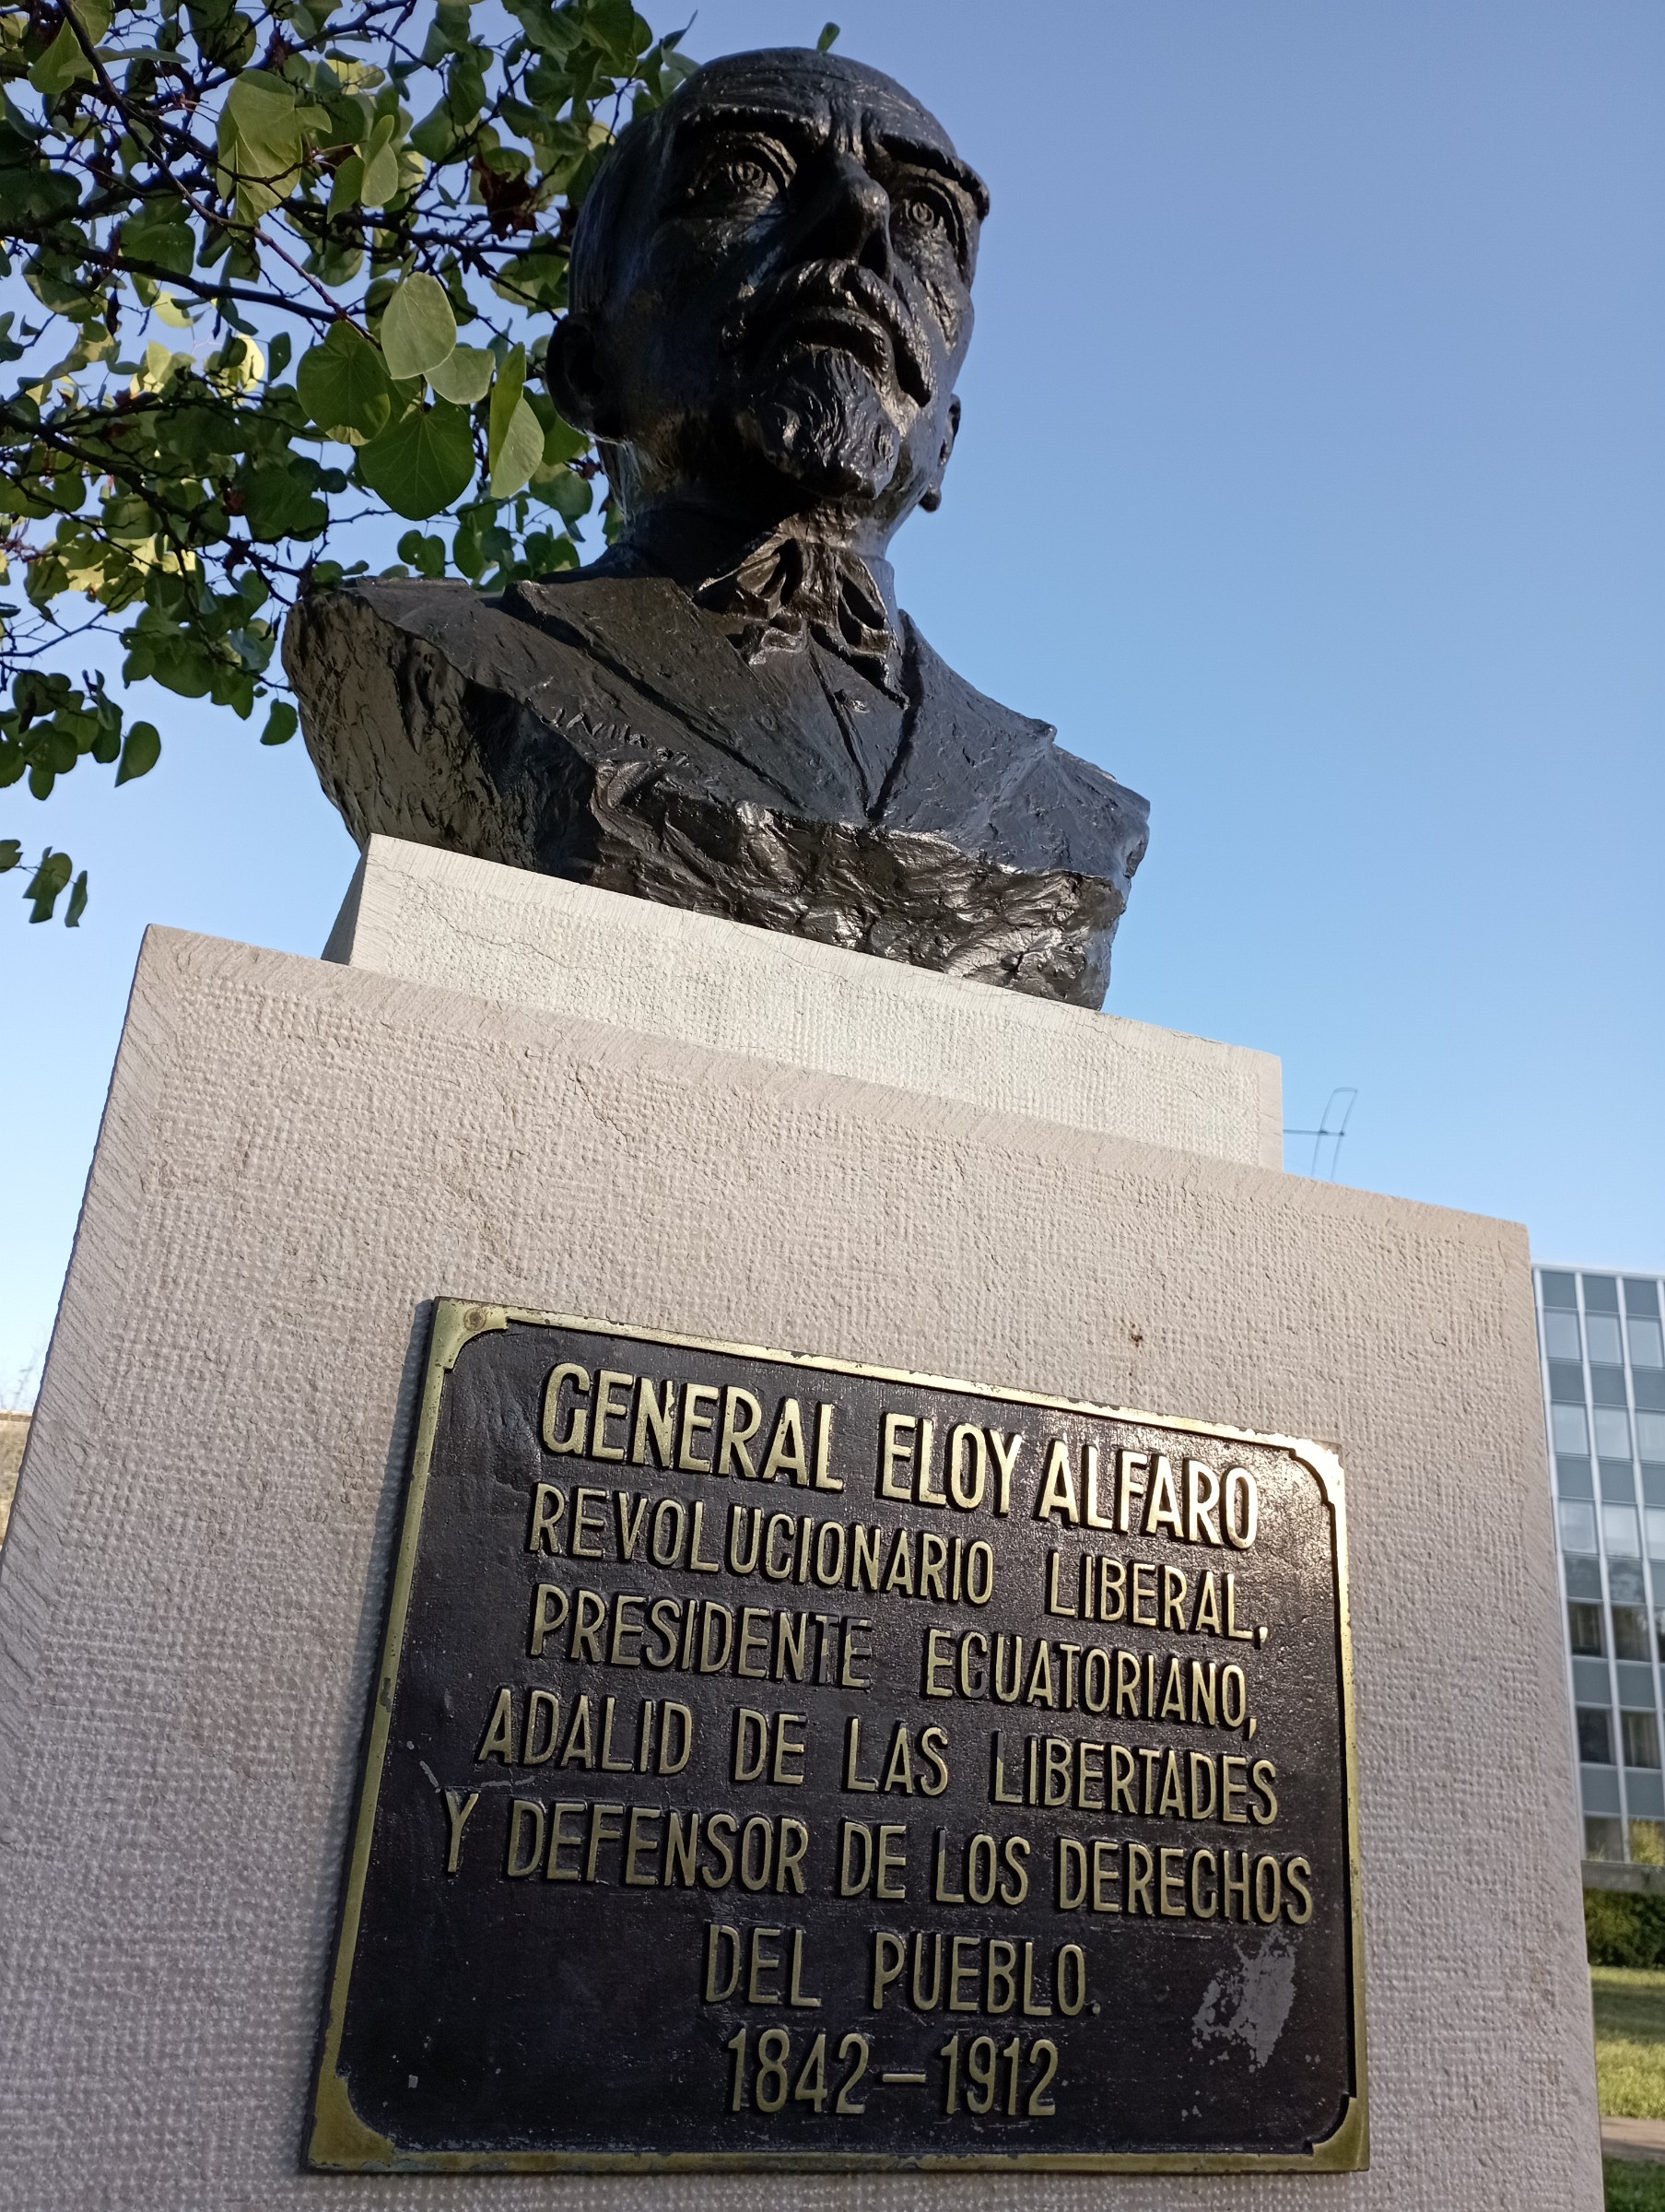 GENERAL ELOY ALFARO
REVOLUCIONARIO LIBERAL,
PRESIDENTE ECUATORIANO,
ADALID DE LAS LIBERTADES
Y DEFENSOR DE LOS DERECHOS
DEL PUEBLO.
1842-1912